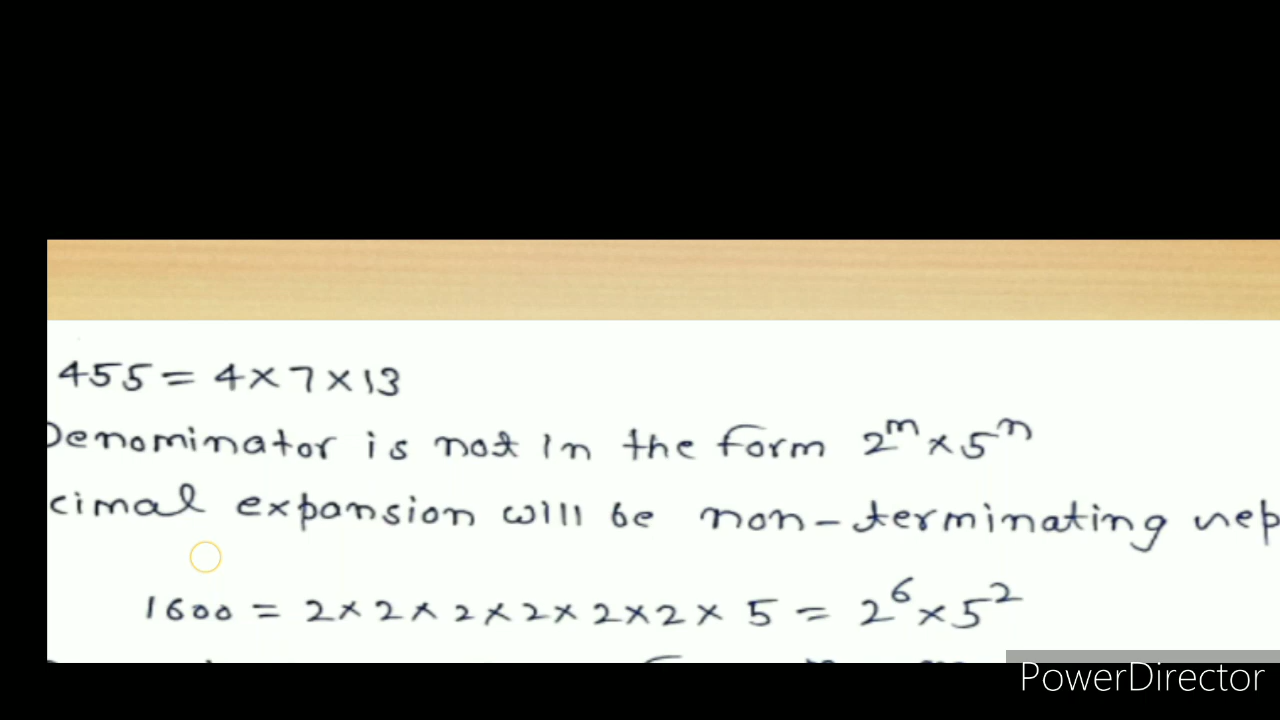 455 = 4 × 7 × 13
Denominator is not in the form 2^m × 5^n
cimal expansion will be non-terminating rep
1600 = 2 × 2 × 2 × 2 × 2 × 2 × 5 = 2^6 × 5^2
PowerDirector